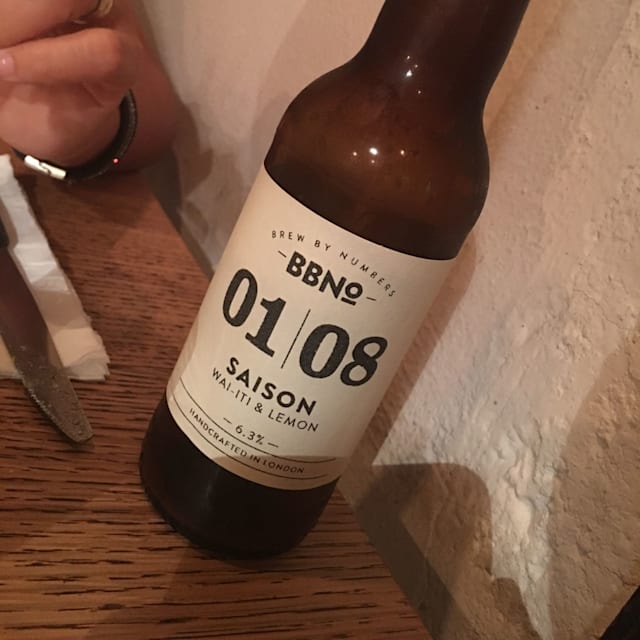 BREW BY NUMBERS
-BBNo-
01|08
SAISON
WAI-ITI & LEMON
- 6.3% -
HANDCRAFTED IN LONDON